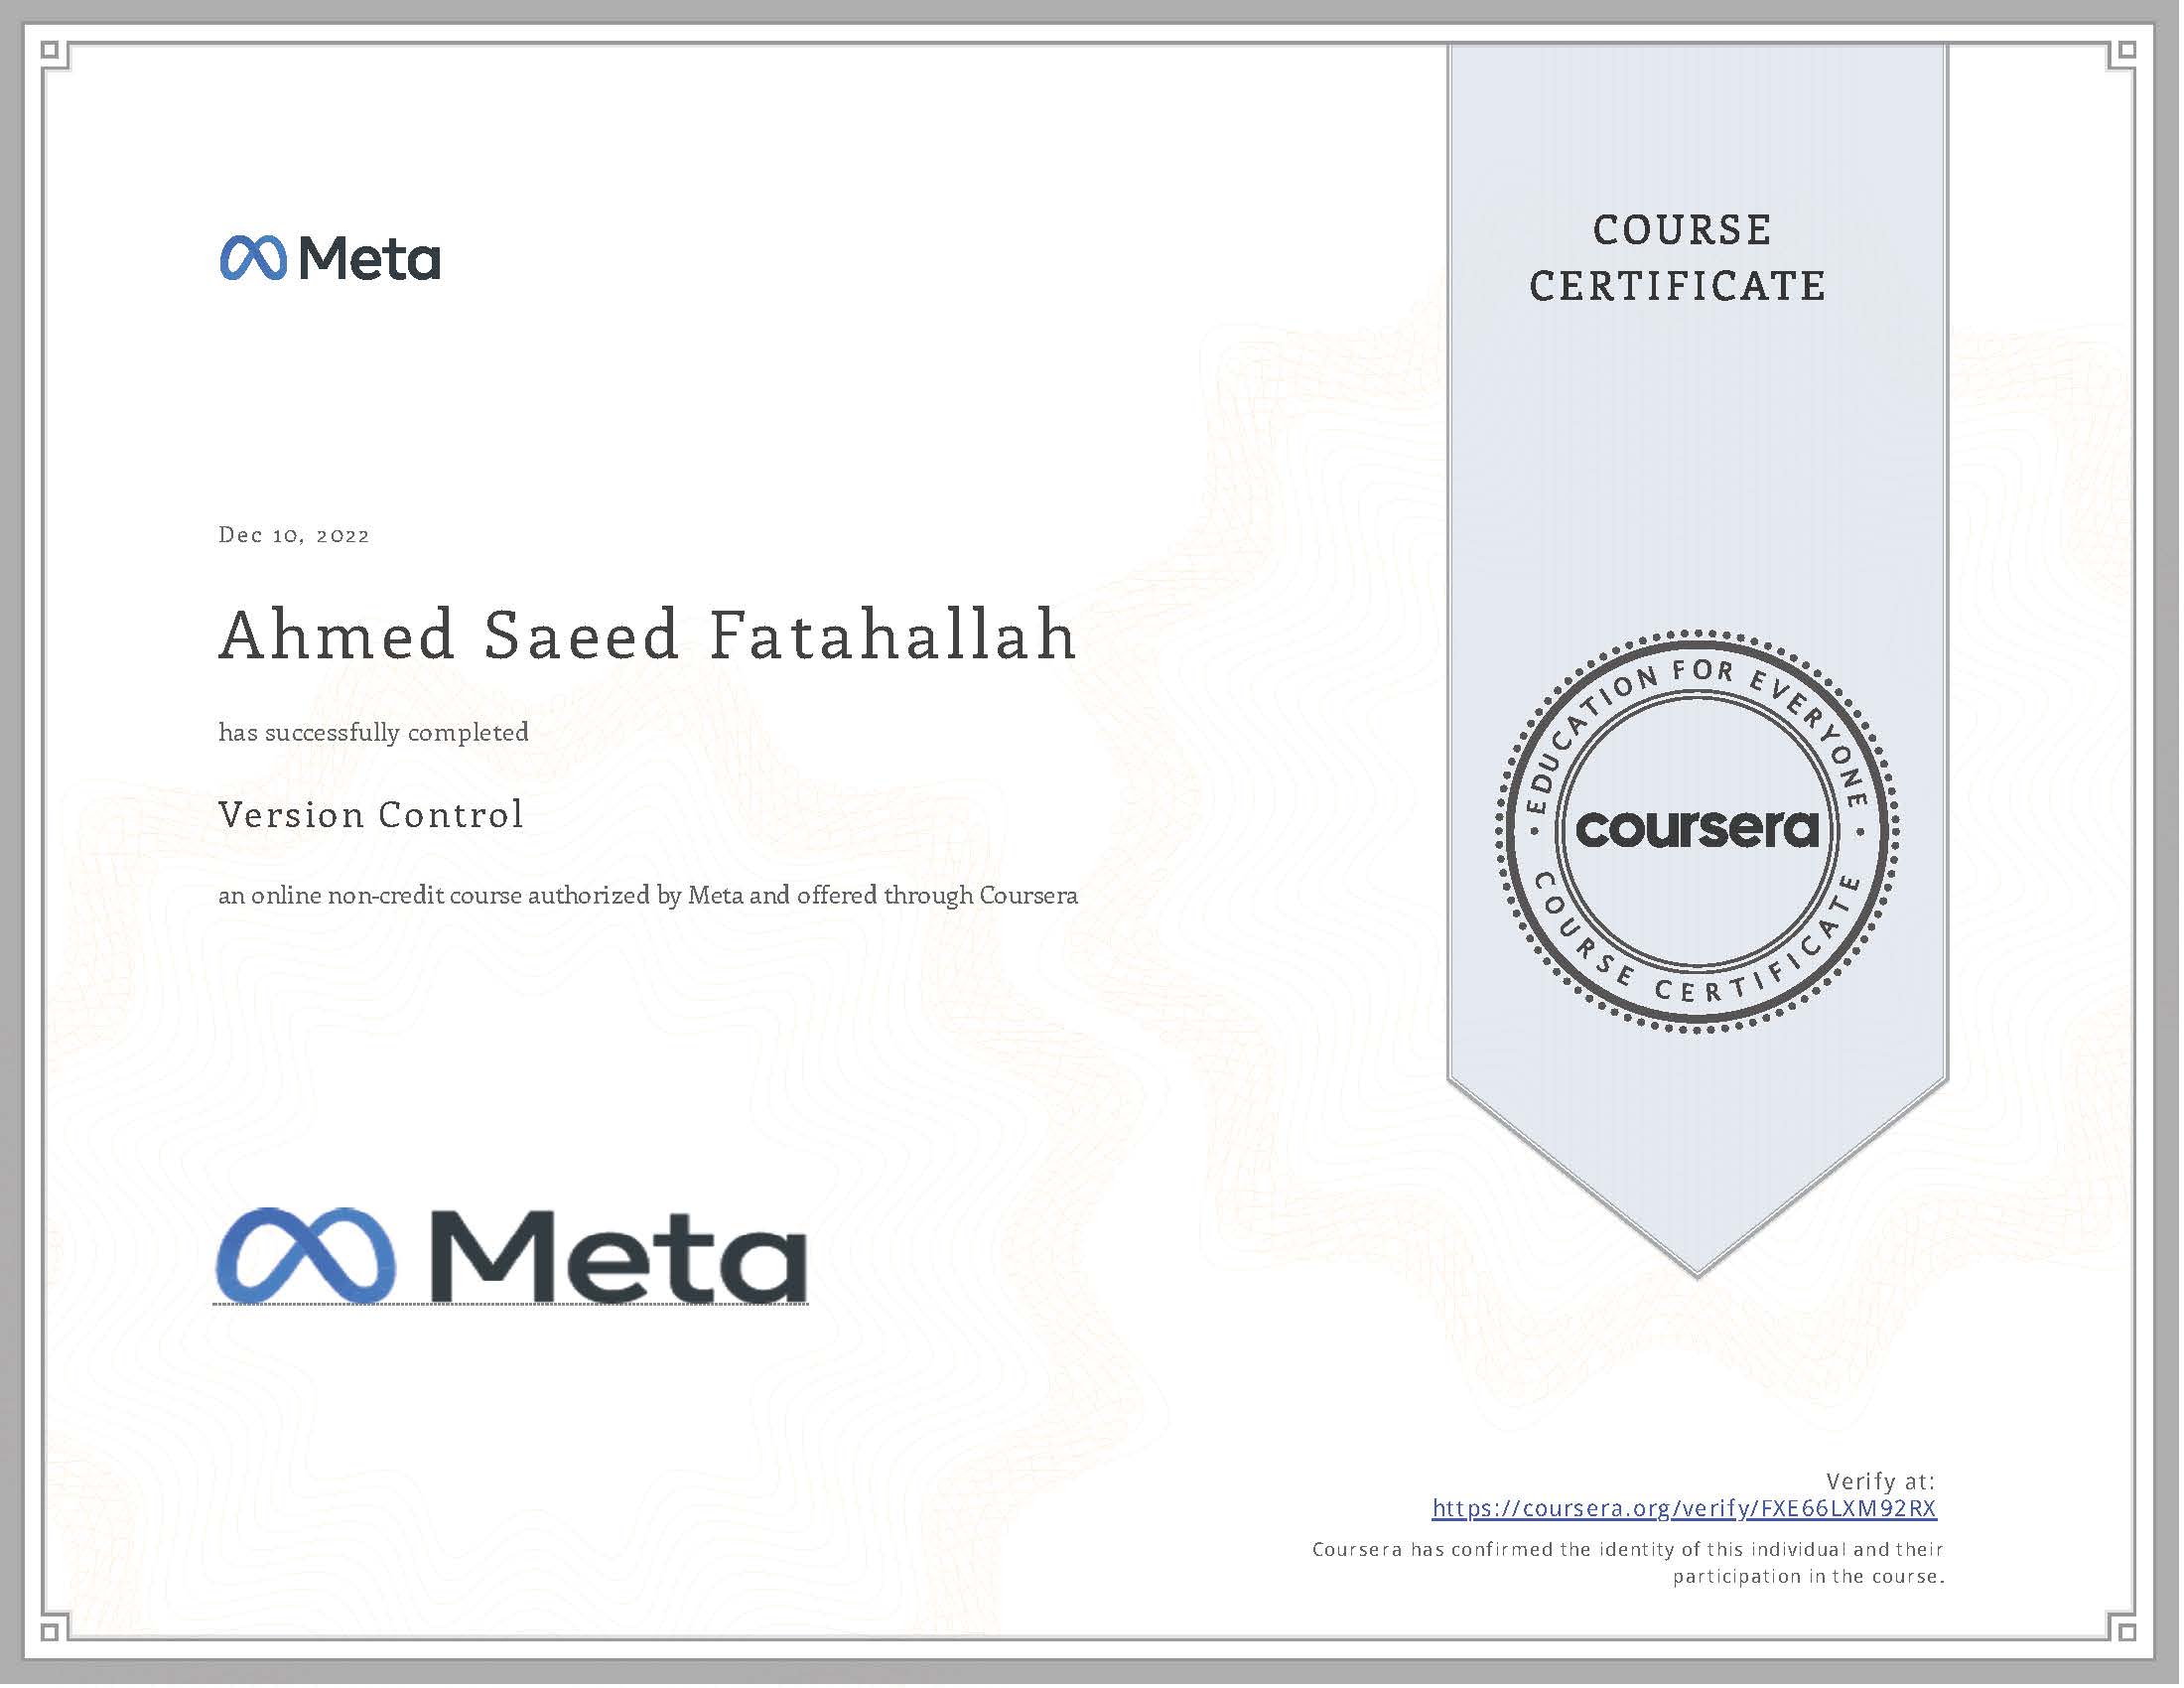 Meta
COURSE
CERTIFICATE
Dec 10, 2022
Ahmed Saeed Fatahallah
has successfully completed
Version Control
an online non-credit course authorized by Meta and offered through Coursera
EDUCATION FOR EVERYONE
coursera
COURSE CERTIFICATE
Meta
Verify at:
https://coursera.org/verify/FXE66LXM92RX
Coursera has confirmed the identity of this individual and their
participation in the course.